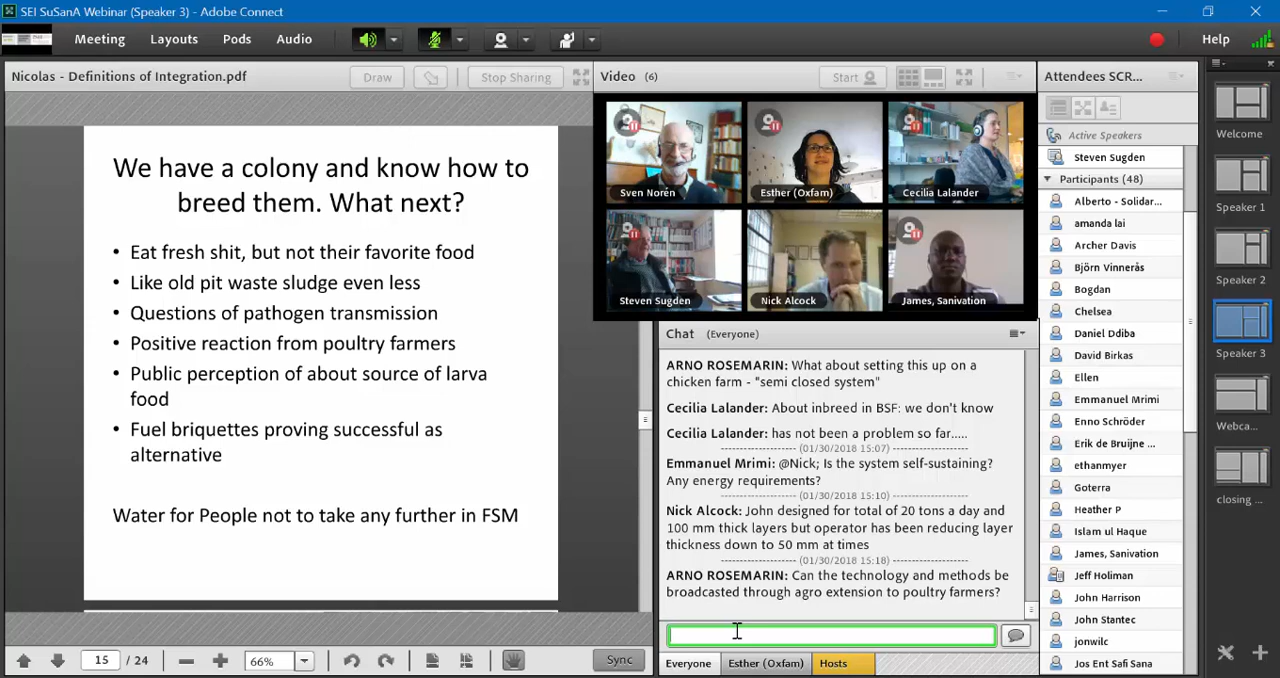 SEI SuSanA Webinar (Speaker 3) - Adobe Connect
Meeting
Layouts
Pods
Audio
Help
Nicolas - Definitions of Integration.pdf
Draw
Stop Sharing
We have a colony and know how to
breed them. What next?
• Eat fresh shit, but not their favorite food
• Like old pit waste sludge even less
• Questions of pathogen transmission
• Positive reaction from poultry farmers
• Public perception of about source of larva
food
• Fuel briquettes proving successful as
alternative
Water for People not to take any further in FSM
15 / 24
66%
Sync
Video (6)
Start
Sven Norén
Esther (Oxfam)
Cecilia Lalander
Steven Sugden
Nick Alcock
James, Sanivation
Chat (Everyone)
ARNO ROSEMARIN: What about setting this up on a
chicken farm - "semi closed system"
Cecilia Lalander: About inbreed in BSF: we don't know
Cecilia Lalander: has not been a problem so far.....
------------------ (01/30/2018 15:07) ------------------
Emmanuel Mrimi: @Nick; Is the system self-sustaining?
Any energy requirements?
------------------ (01/30/2018 15:10) ------------------
Nick Alcock: John designed for total of 20 tons a day and
100 mm thick layers but operator has been reducing layer
thickness down to 50 mm at times
------------------ (01/30/2018 15:18) ------------------
ARNO ROSEMARIN: Can the technology and methods be
broadcasted through agro extension to poultry farmers?
Everyone
Esther (Oxfam)
Hosts
Attendees SCR...
Active Speakers
Steven Sugden
Participants (48)
Alberto - Solidar...
amanda lai
Archer Davis
Björn Vinnerås
Bogdan
Chelsea
Daniel Ddiba
David Birkas
Ellen
Emmanuel Mrimi
Enno Schröder
Erik de Bruijne ...
ethanmyer
Goterra
Heather P
Islam ul Haque
James, Sanivation
Jeff Holiman
John Harrison
John Stantec
jonwilc
Jos Ent Safi Sana
Welcome
Speaker 1
Speaker 2
Speaker 3
Webca...
closing ...